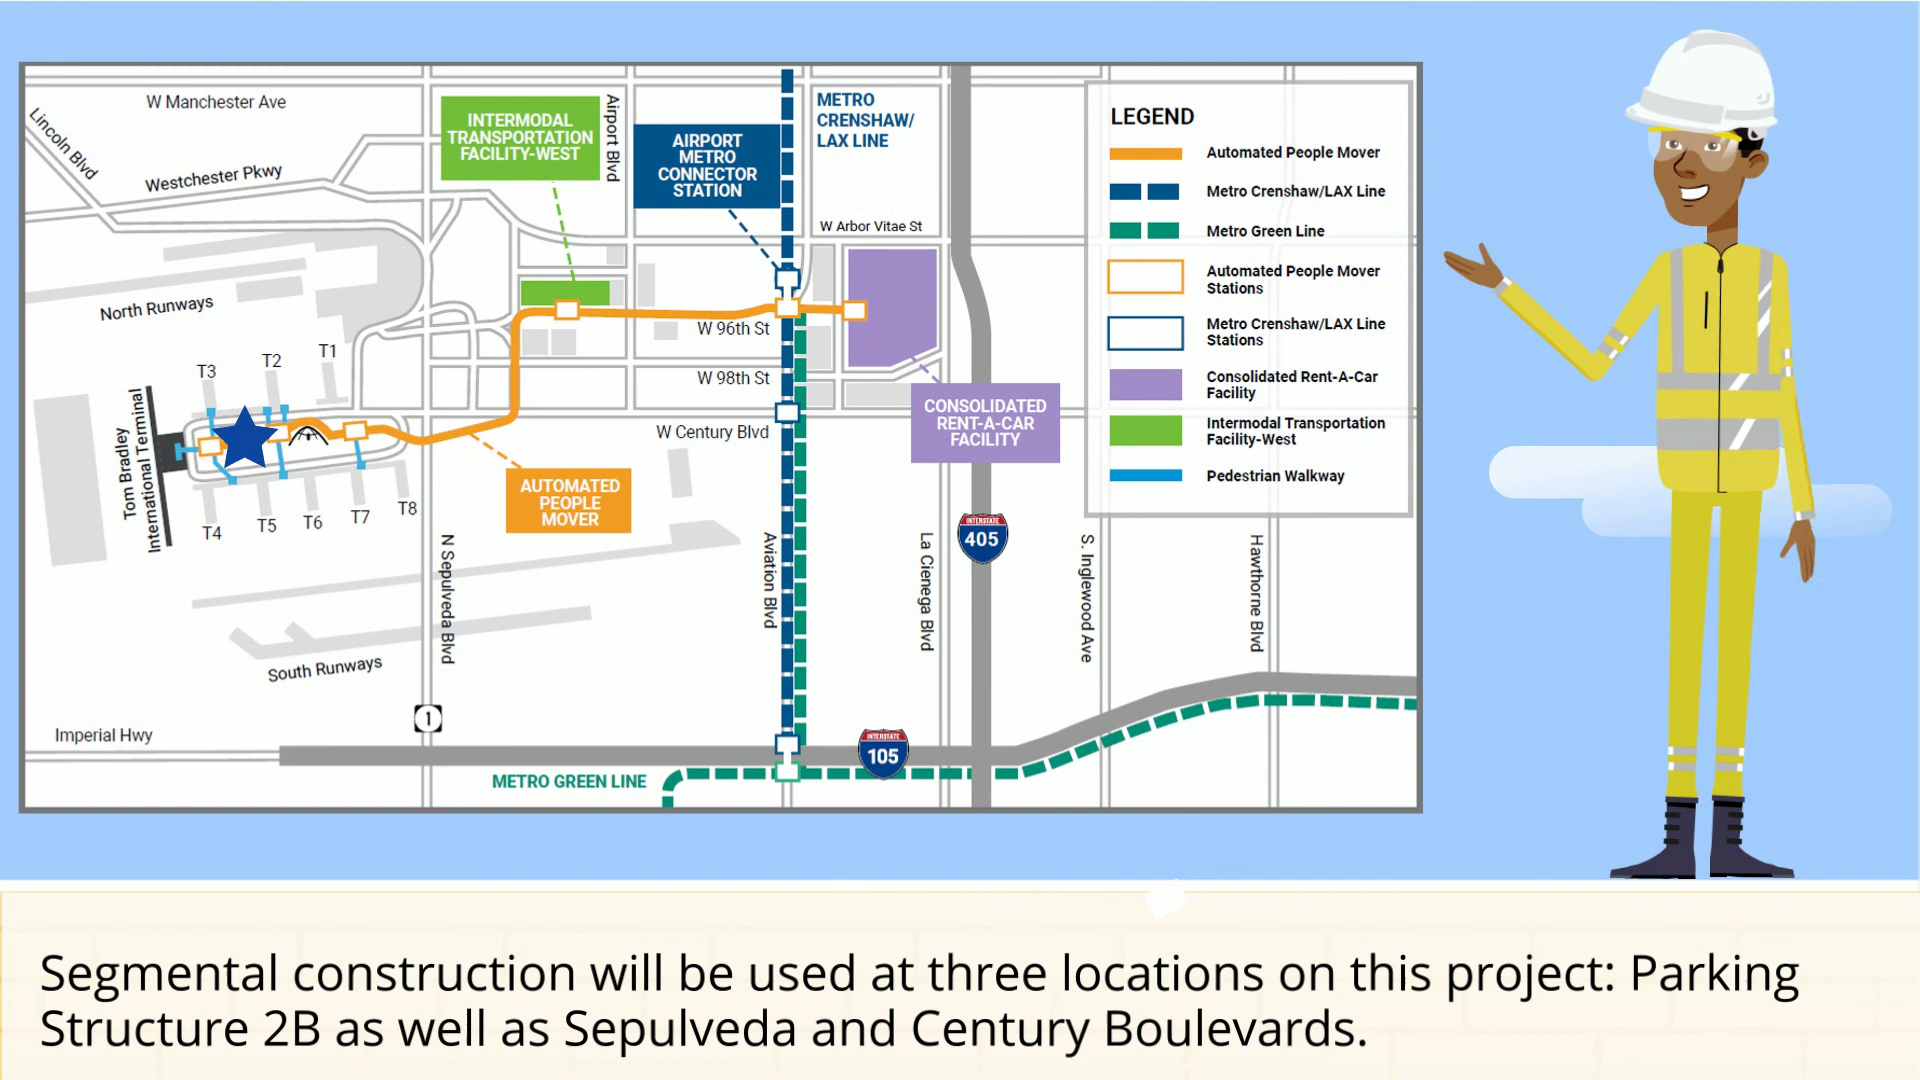 W Manchester Ave
Lincoln Blvd
Westchester Pkwy
INTERMODAL
TRANSPORTATION
FACILITY-WEST
Airport Blvd
AIRPORT
METRO
CONNECTOR
STATION
METRO
CRENSHAW/
LAX LINE
W Arbor Vitae St
North Runways
W 96th St
T3
T2
T1
W 98th St
Tom Bradley
International Terminal
W Century Blvd
CONSOLIDATED
RENT-A-CAR
FACILITY
AUTOMATED
PEOPLE
MOVER
T4
T5
T6
T7
T8
N Sepulveda Blvd
Aviation Blvd
La Cienega Blvd
INTERSTATE
405
S. Inglewood Ave
Hawthorne Blvd
South Runways
1
Imperial Hwy
INTERSTATE
105
METRO GREEN LINE
LEGEND
Automated People Mover
Metro Crenshaw/LAX Line
Metro Green Line
Automated People Mover
Stations
Metro Crenshaw/LAX Line
Stations
Consolidated Rent-A-Car
Facility
Intermodal Transportation
Facility-West
Pedestrian Walkway
Segmental construction will be used at three locations on this project: Parking
Structure 2B as well as Sepulveda and Century Boulevards.